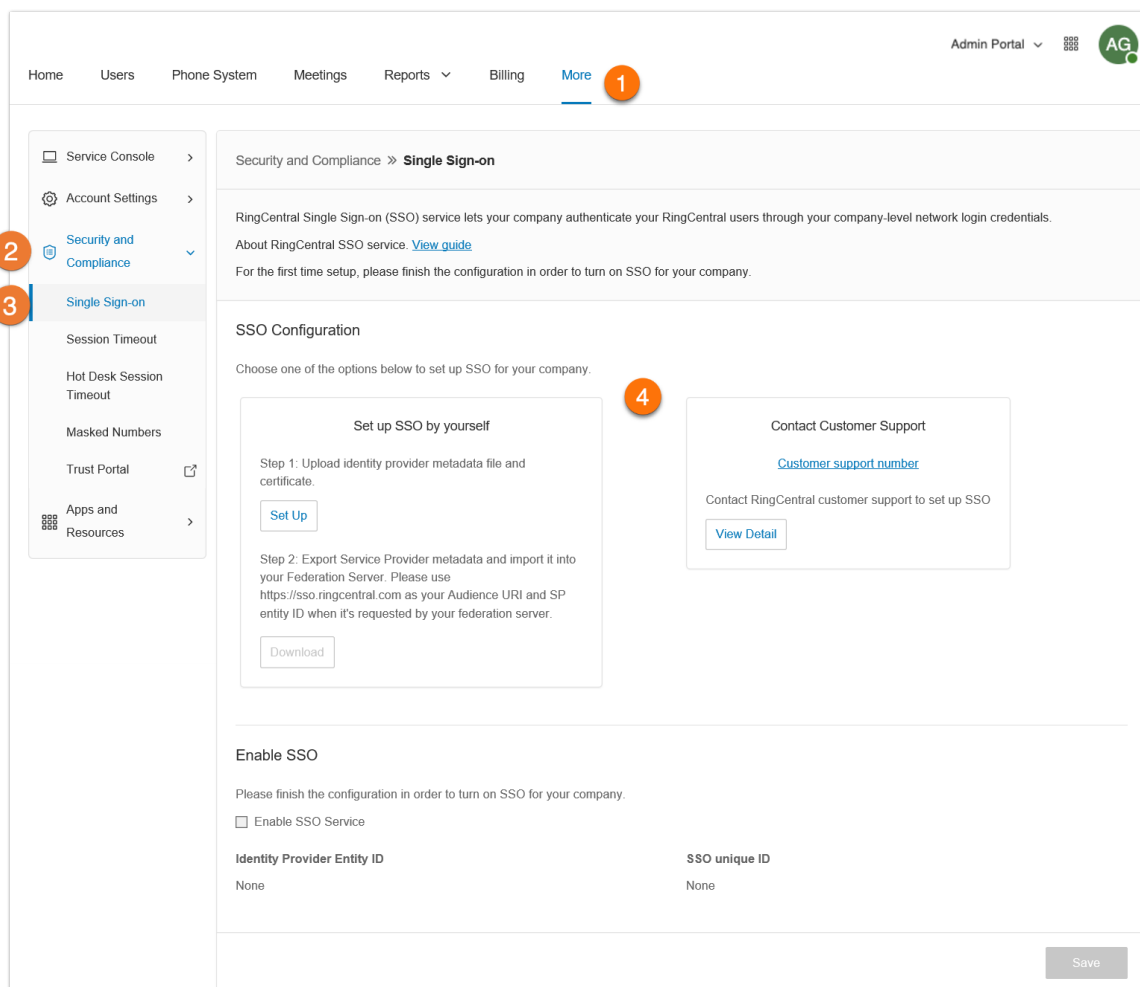 Admin Portal
AG
Home Users Phone System Meetings Reports Billing More 1
Service Console
Account Settings
2 Security and
Compliance
3 Single Sign-on
Session Timeout
Hot Desk Session
Timeout
Masked Numbers
Trust Portal
Apps and
Resources
Security and Compliance » Single Sign-on
RingCentral Single Sign-on (SSO) service lets your company authenticate your RingCentral users through your company-level network login credentials.
About RingCentral SSO service. View guide
For the first time setup, please finish the configuration in order to turn on SSO for your company.
SSO Configuration
Choose one of the options below to set up SSO for your company.
4
Set up SSO by yourself
Step 1: Upload identity provider metadata file and
certificate.
Set Up
Step 2: Export Service Provider metadata and import it into
your Federation Server. Please use
https://sso.ringcentral.com as your Audience URI and SP
entity ID when it's requested by your federation server.
Download
Contact Customer Support
Customer support number
Contact RingCentral customer support to set up SSO
View Detail
Enable SSO
Please finish the configuration in order to turn on SSO for your company.
Enable SSO Service
Identity Provider Entity ID
None
SSO unique ID
None
Save